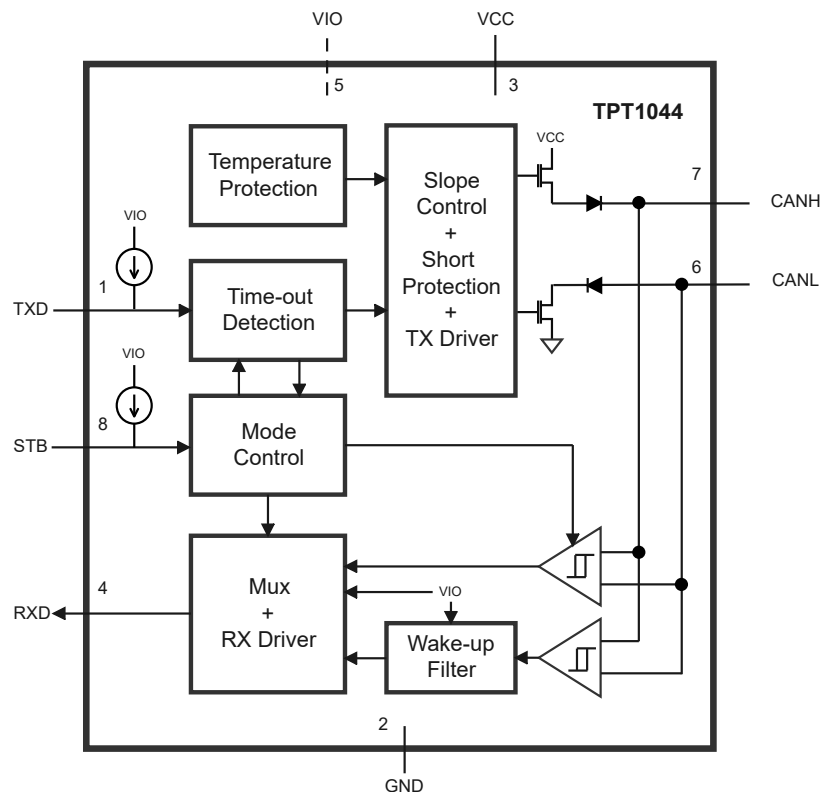 VIO
VCC
5
3
TPT1044
Temperature
Protection
Slope
Control
+
Short
Protection
+
TX Driver
VCC
7
CANH
VIO
1
TXD
Time-out
Detection
6
CANL
VIO
8
STB
Mode
Control
4
RXD
Mux
+
RX Driver
VIO
Wake-up
Filter
2
GND